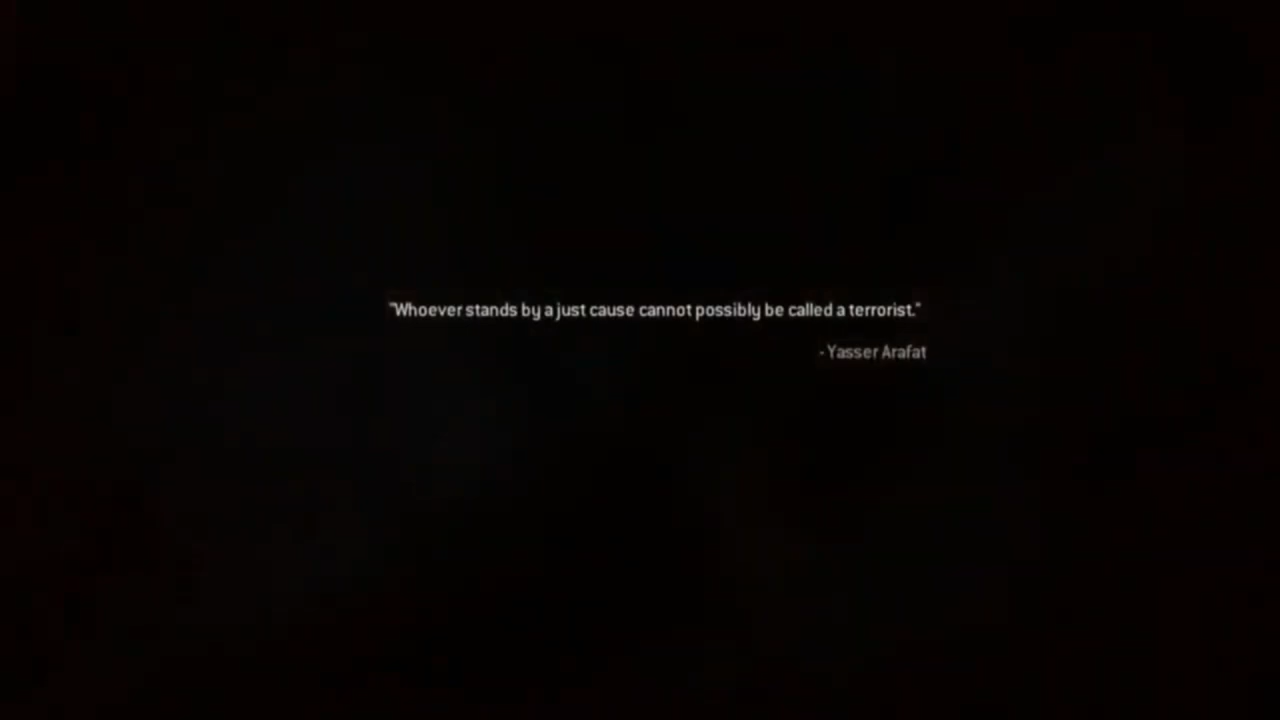 "Whoever stands by a just cause cannot possibly be called a terrorist."
- Yasser Arafat